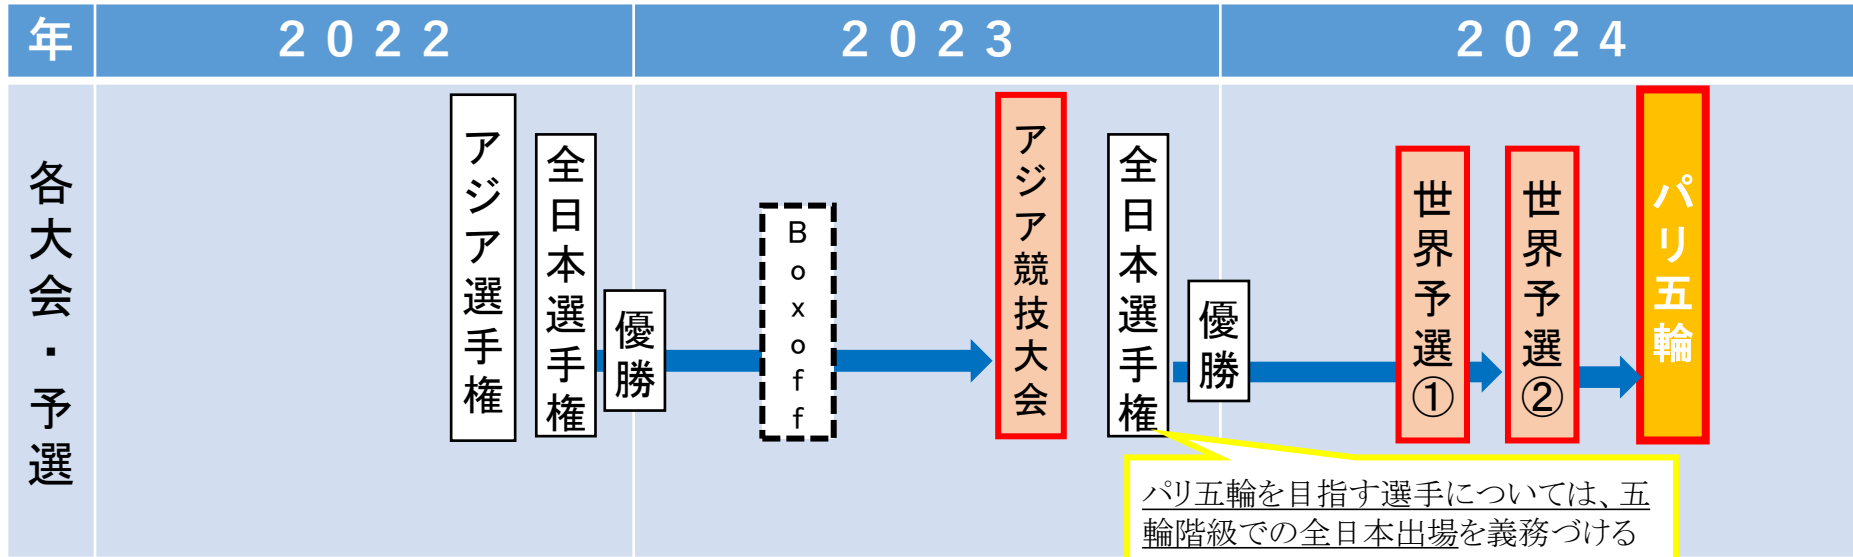 年
２０２２
２０２３
２０２４
各大会・予選
アジア選手権
全日本選手権
優勝
Boxoff
アジア競技大会
全日本選手権
優勝
世界予選①
世界予選②
パリ五輪
パリ五輪を目指す選手については、五
輪階級での全日本出場を義務づける